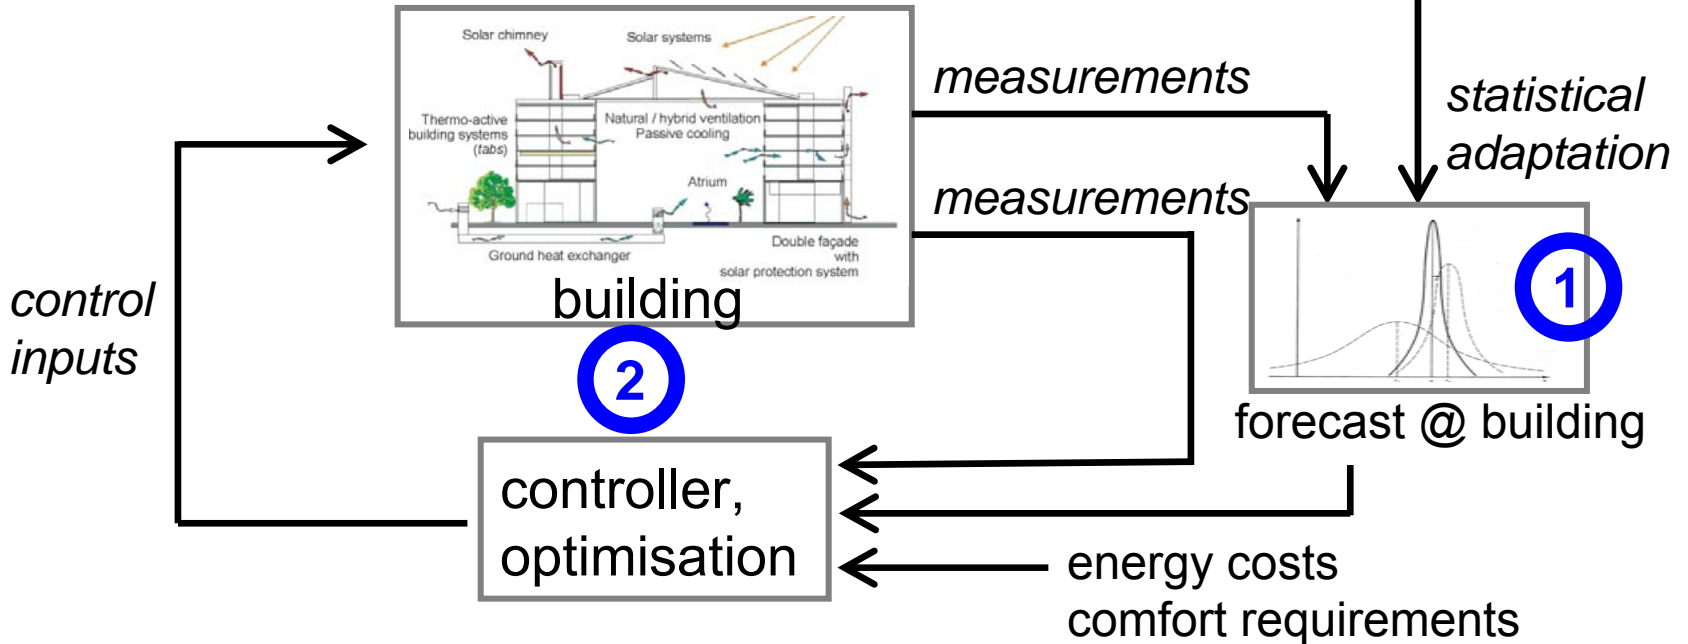 Solar chimney
Solar systems
Thermo-active
building systems
(tabs)
Natural / hybrid ventilation
Passive cooling
Atrium
Ground heat exchanger
Double façade
with
solar protection system
building
measurements
measurements
statistical
adaptation
1
forecast @ building
control
inputs
2
controller,
optimisation
energy costs
comfort requirements